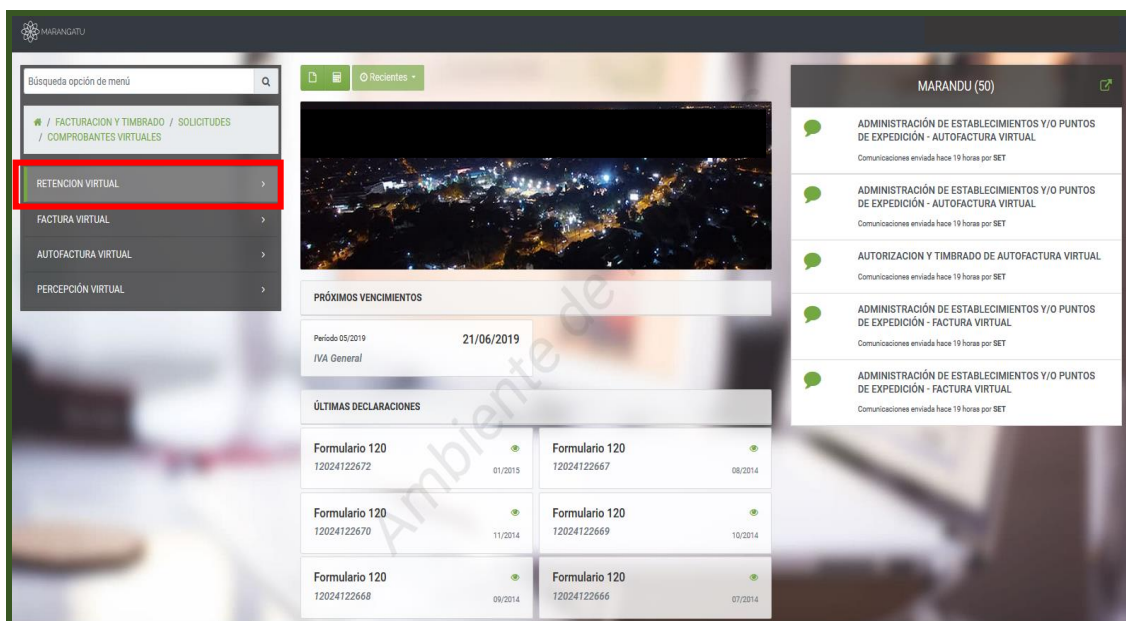 MARANGATU
Búsqueda opción de menú
/ FACTURACION Y TIMBRADO / SOLICITUDES
/ COMPROBANTES VIRTUALES
RETENCION VIRTUAL
FACTURA VIRTUAL
AUTOFACTURA VIRTUAL
PERCEPCIÓN VIRTUAL
Recientes
PRÓXIMOS VENCIMIENTOS
Período 05/2019
21/06/2019
IVA General
ÚLTIMAS DECLARACIONES
Formulario 120
12024122672
01/2015
Formulario 120
12024122667
08/2014
Formulario 120
12024122670
11/2014
Formulario 120
12024122669
10/2014
Formulario 120
12024122668
09/2014
Formulario 120
12024122666
07/2014
Ambiente de
MARANDU (50)
ADMINISTRACIÓN DE ESTABLECIMIENTOS Y/O PUNTOS
DE EXPEDICIÓN - AUTOFACTURA VIRTUAL
Comunicaciones enviada hace 19 horas por SET
ADMINISTRACIÓN DE ESTABLECIMIENTOS Y/O PUNTOS
DE EXPEDICIÓN - AUTOFACTURA VIRTUAL
Comunicaciones enviada hace 19 horas por SET
AUTORIZACION Y TIMBRADO DE AUTOFACTURA VIRTUAL
Comunicaciones enviada hace 19 horas por SET
ADMINISTRACIÓN DE ESTABLECIMIENTOS Y/O PUNTOS
DE EXPEDICIÓN - FACTURA VIRTUAL
Comunicaciones enviada hace 19 horas por SET
ADMINISTRACIÓN DE ESTABLECIMIENTOS Y/O PUNTOS
DE EXPEDICIÓN - FACTURA VIRTUAL
Comunicaciones enviada hace 19 horas por SET